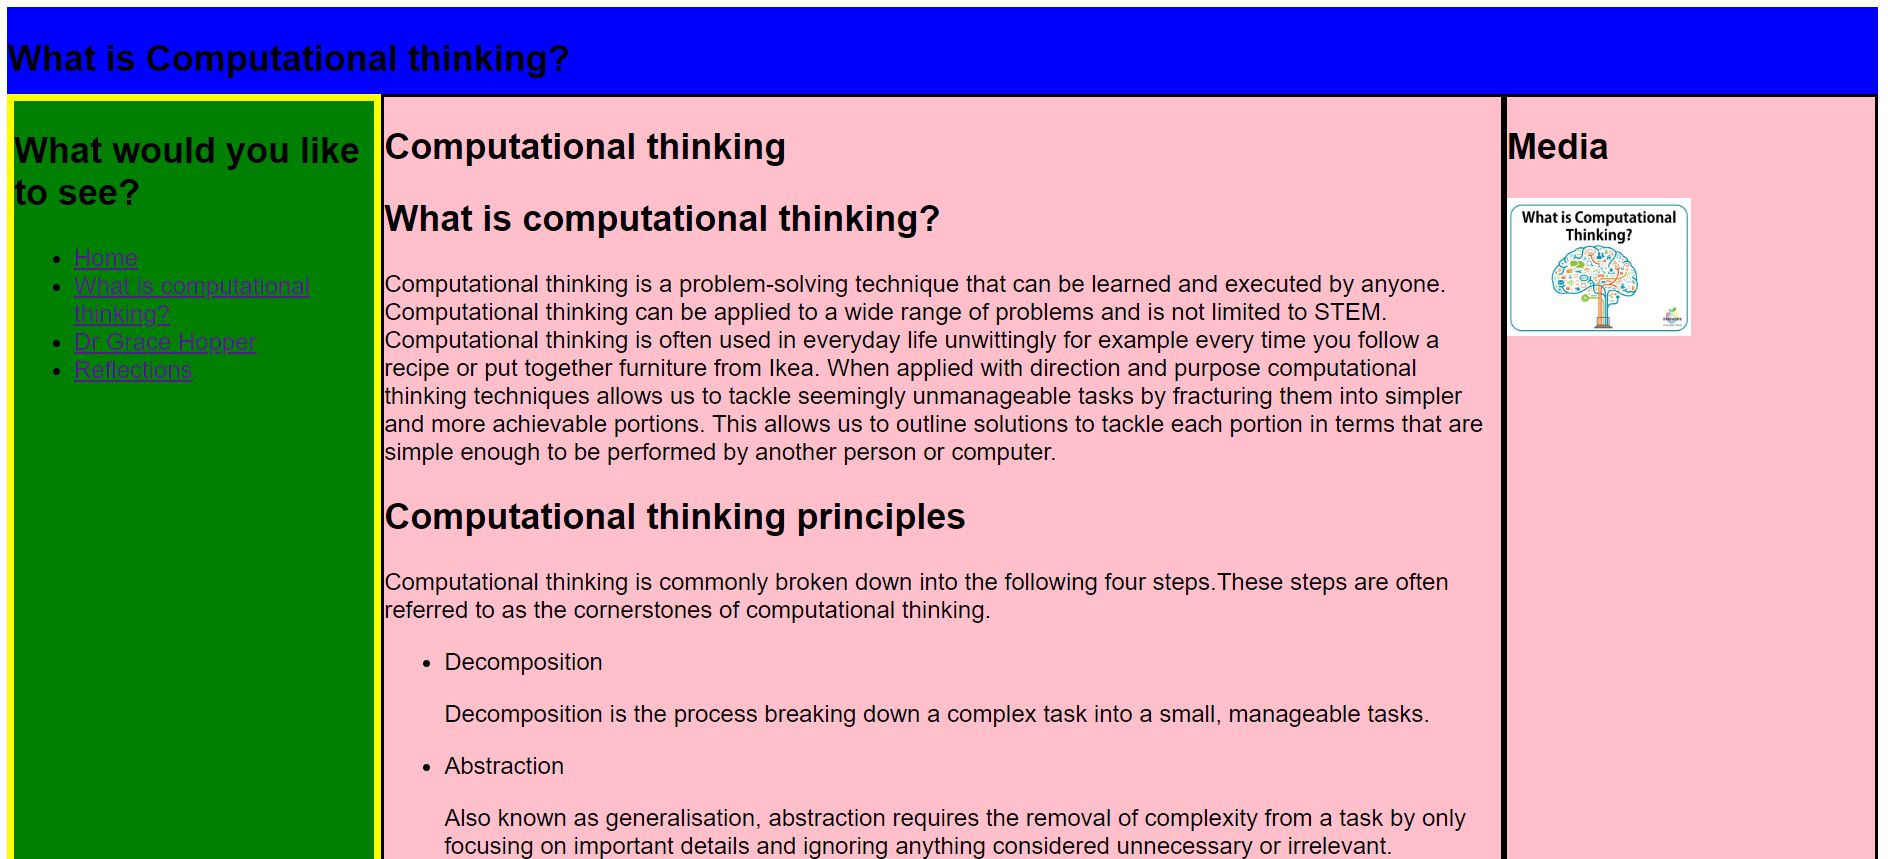 What is Computational thinking?
What would you like
to see?
Home
What is computational
thinking?
Dr Grace Hopper
Reflections
Computational thinking
What is computational thinking?
Computational thinking is a problem-solving technique that can be learned and executed by anyone.
Computational thinking can be applied to a wide range of problems and is not limited to STEM.
Computational thinking is often used in everyday life unwittingly for example every time you follow a
recipe or put together furniture from Ikea. When applied with direction and purpose computational
thinking techniques allows us to tackle seemingly unmanageable tasks by fracturing them into simpler
and more achievable portions. This allows us to outline solutions to tackle each portion in terms that are
simple enough to be performed by another person or computer.
Computational thinking principles
Computational thinking is commonly broken down into the following four steps.These steps are often
referred to as the cornerstones of computational thinking.
Decomposition
Decomposition is the process breaking down a complex task into a small, manageable tasks.
Abstraction
Also known as generalisation, abstraction requires the removal of complexity from a task by only
focusing on important details and ignoring anything considered unnecessary or irrelevant.
Media
What is Computational
Thinking?